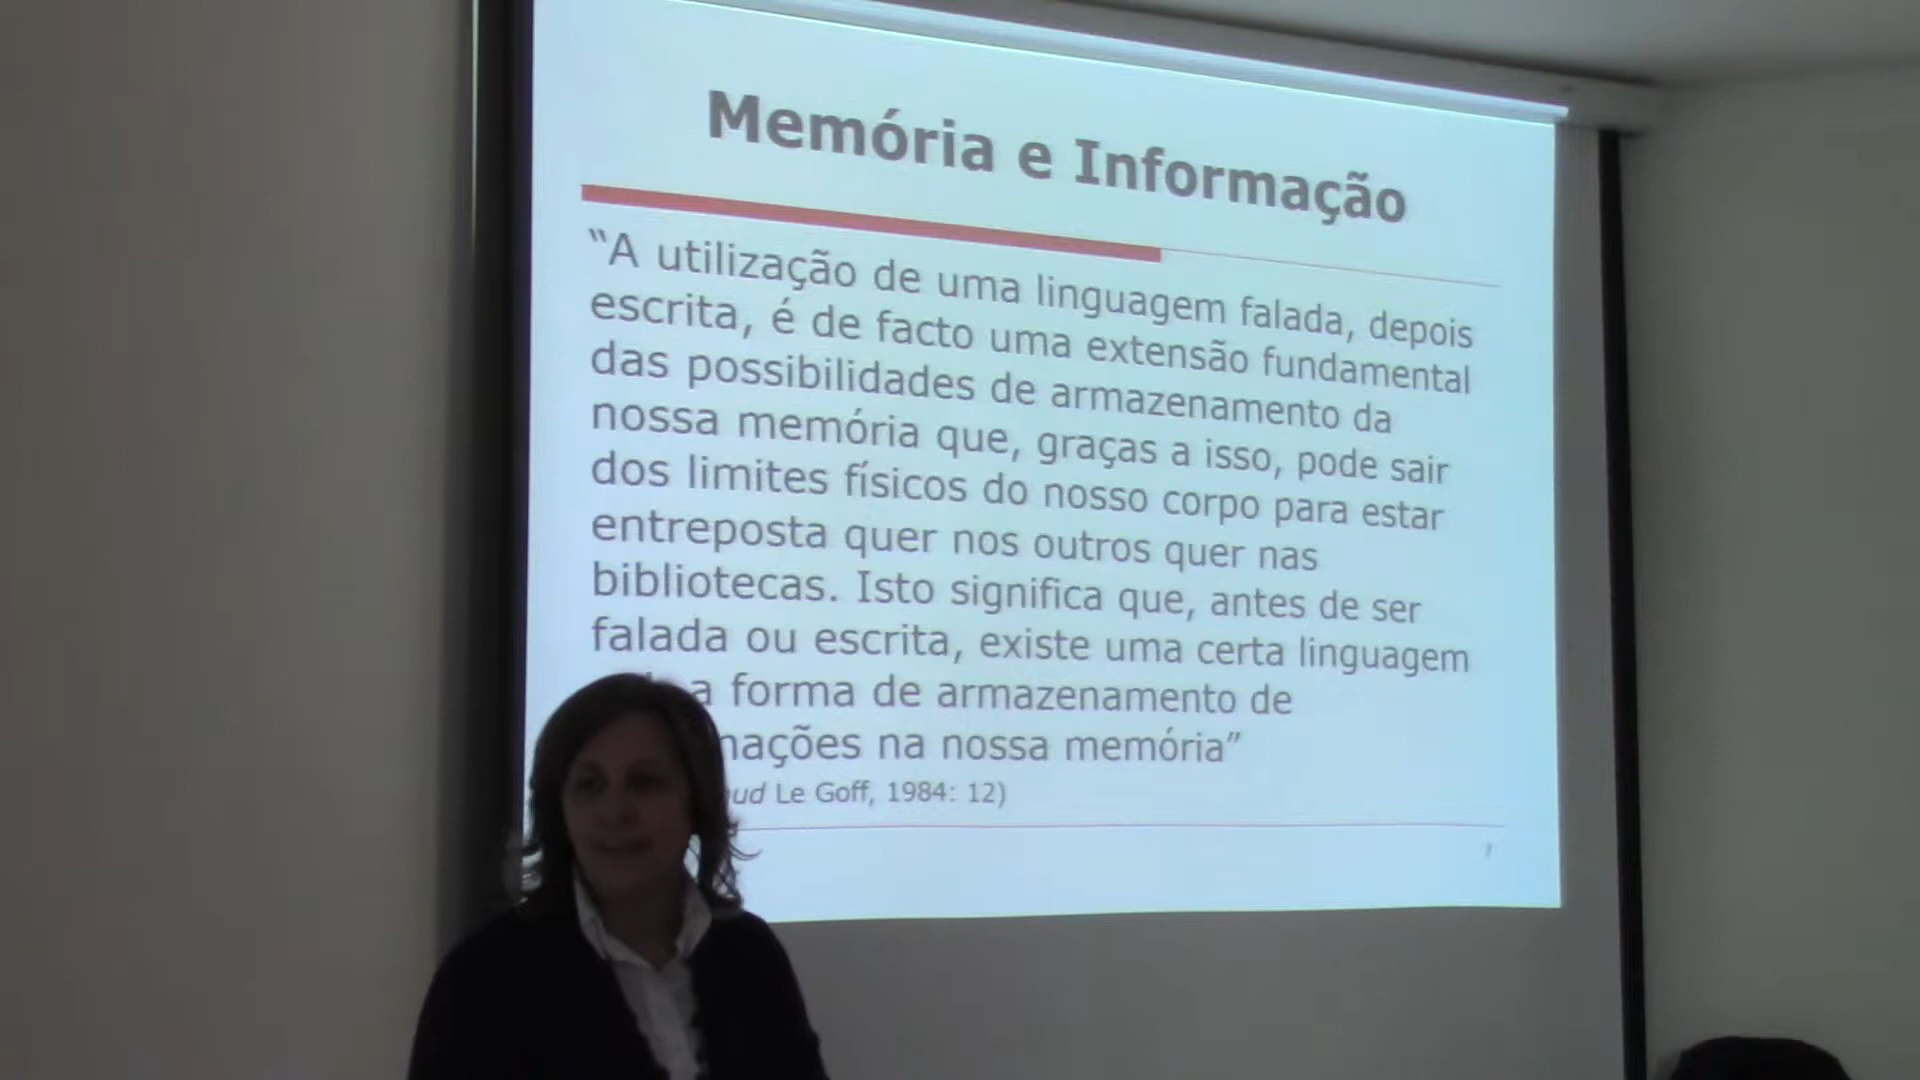 Memória e Informação
“A utilização de uma linguagem falada, depois
escrita, é de facto uma extensão fundamental
das possibilidades de armazenamento da
nossa memória que, graças a isso, pode sair
dos limites físicos do nosso corpo para estar
entreposta quer nos outros quer nas
bibliotecas. Isto significa que, antes de ser
falada ou escrita, existe uma certa linguagem
a forma de armazenamento de
na nossa memória”
Le Goff, 1984: 12)
7